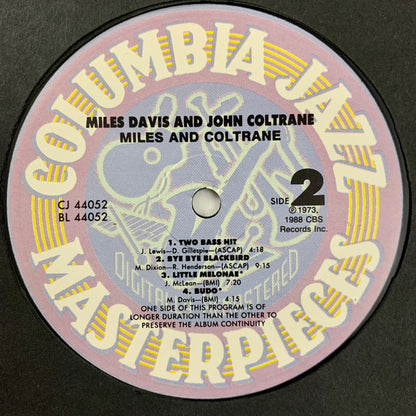 COLUMBIA JAZZ
MILES DAVIS AND JOHN COLTRANE
MILES AND COLTRANE
CJ 44052
BL 44052
SIDE 2
℗1973,
1988 CBS
Records Inc.
1. TWO BASS HIT
J. Lewis—D. Gillespie—(ASCAP) 4:18
2. BYE BYE BLACKBIRD
M. Dixion—R. Henderson—(ASCAP) 9:15
3. LITTLE MELONAE*
J. McLean—(BMI) 7:20
4. BUDO*
M. Davis—(BMI) 4:15
ONE SIDE OF THIS PROGRAM IS OF
LONGER DURATION THAN THE OTHER TO
PRESERVE THE ALBUM CONTINUITY
MASTERPIECES